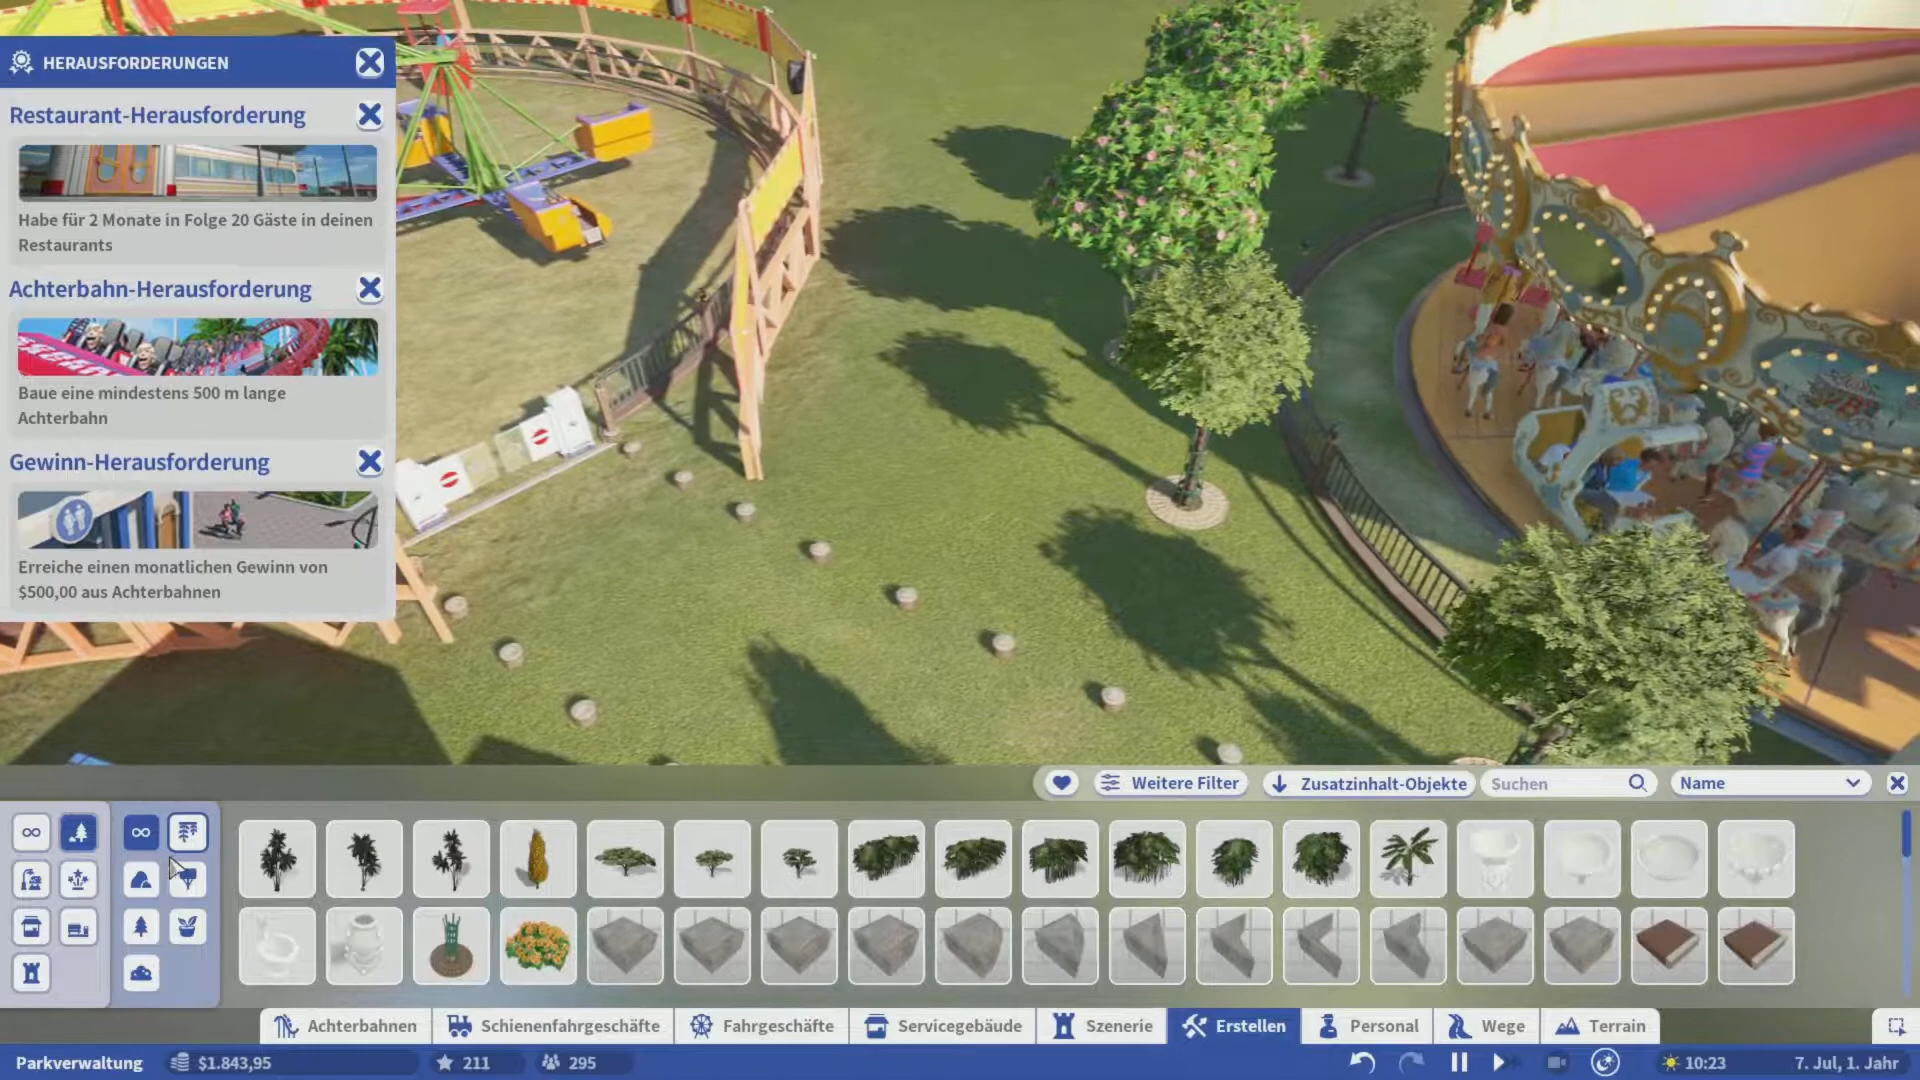 HERAUSFORDERUNGEN
Restaurant-Herausforderung
Habe für 2 Monate in Folge 20 Gäste in deinen
Restaurants
Achterbahn-Herausforderung
Baue eine mindestens 500 m lange
Achterbahn
Gewinn-Herausforderung
Erreiche einen monatlichen Gewinn von
$500,00 aus Achterbahnen
Weitere Filter
Zusatzinhalt-Objekte
Suchen
Name
Achterbahnen
Schienenfahrgeschäfte
Fahrgeschäfte
Servicegebäude
Szenerie
Erstellen
Personal
Wege
Terrain
Parkverwaltung
$1.843,95
211
295
10:23
7. Jul, 1. Jahr